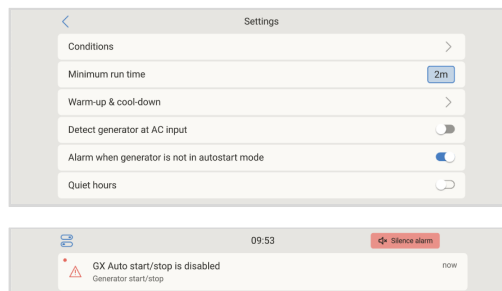 Settings
Conditions
Minimum run time 2m
Warm-up & cool-down
Detect generator at AC input
Alarm when generator is not in autostart mode
Quiet hours
09:53 Silence alarm
GX Auto start/stop is disabled now
Generator start/stop